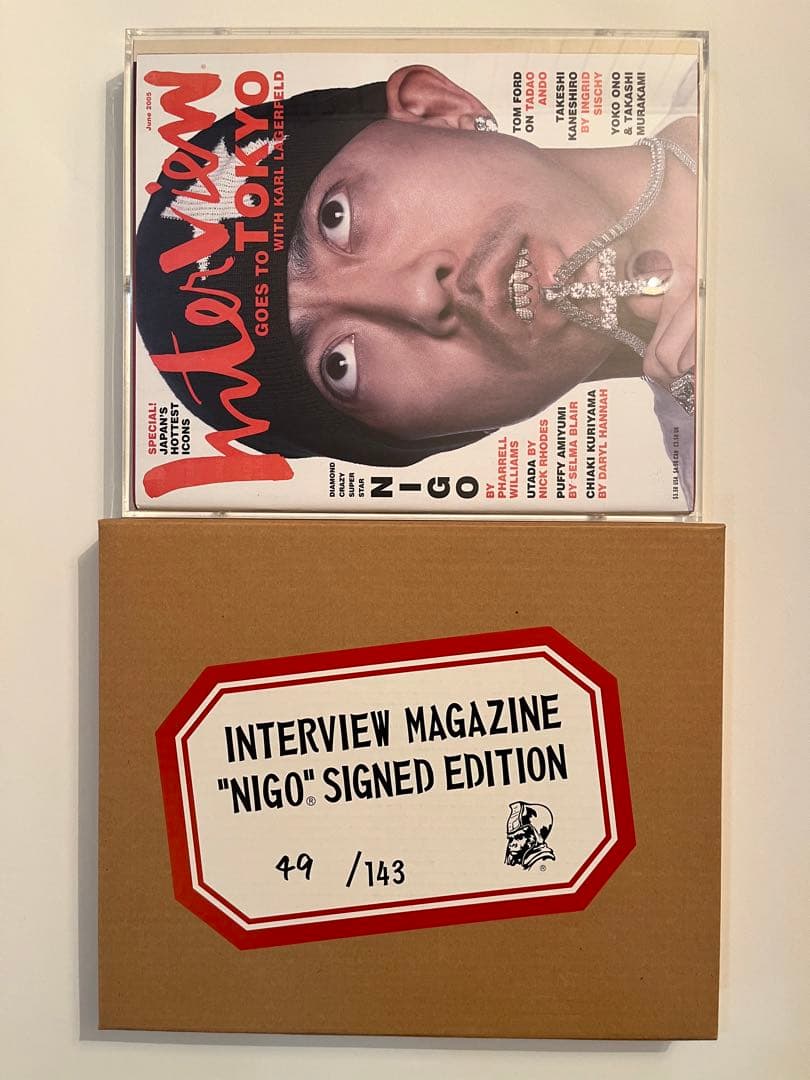 June 2005
Interview
GOES TO TOKYO
WITH KARL LAGERFELD
SPECIAL!
JAPAN'S
HOTTEST
ICONS
TOM FORD
ON TADAO
ANDO
TAKESHI
KANESHIRO
BY INGRID
SISCHY
YOKO ONO
& TAKASHI
MURAKAMI
DIAMOND
CRAZY
SUPER
STAR
NIGO
BY
PHARRELL
WILLIAMS
UTADA BY
NICK RHODES
PUFFY AMIYUMI
BY SELMA BLAIR
CHIAKI KURIYAMA
BY DARYL HANNAH
INTERVIEW MAGAZINE
"NIGO"® SIGNED EDITION
49 /143
®